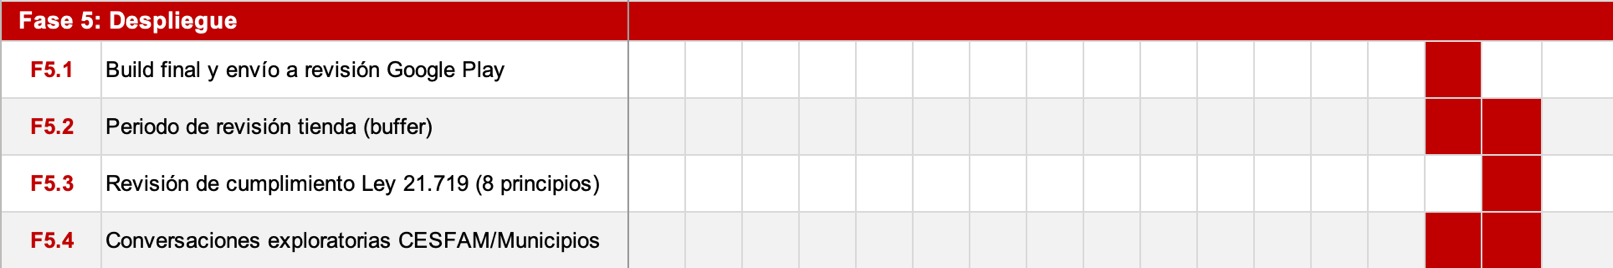 Fase 5: Despliegue
F5.1 Build final y envío a revisión Google Play
F5.2 Periodo de revisión tienda (buffer)
F5.3 Revisión de cumplimiento Ley 21.719 (8 principios)
F5.4 Conversaciones exploratorias CESFAM/Municipios